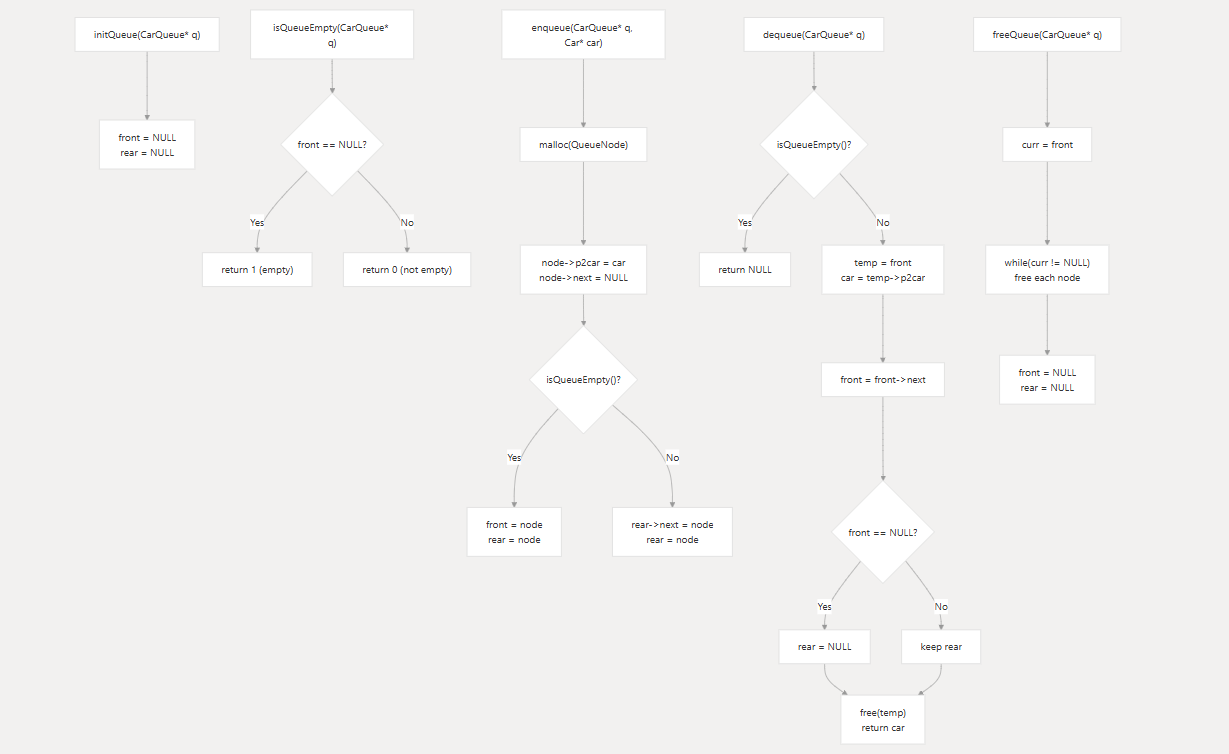 initQueue(CarQueue* q)
front = NULL
rear = NULL
isQueueEmpty(CarQueue*
q)
front == NULL?
Yes
No
return 1 (empty)
return 0 (not empty)
enqueue(CarQueue* q,
Car* car)
malloc(QueueNode)
node->p2car = car
node->next = NULL
isQueueEmpty()?
Yes
No
front = node
rear = node
rear->next = node
rear = node
dequeue(CarQueue* q)
isQueueEmpty()?
Yes
No
return NULL
temp = front
car = temp->p2car
front = front->next
front == NULL?
Yes
No
rear = NULL
keep rear
free(temp)
return car
freeQueue(CarQueue* q)
curr = front
while(curr != NULL)
free each node
front = NULL
rear = NULL